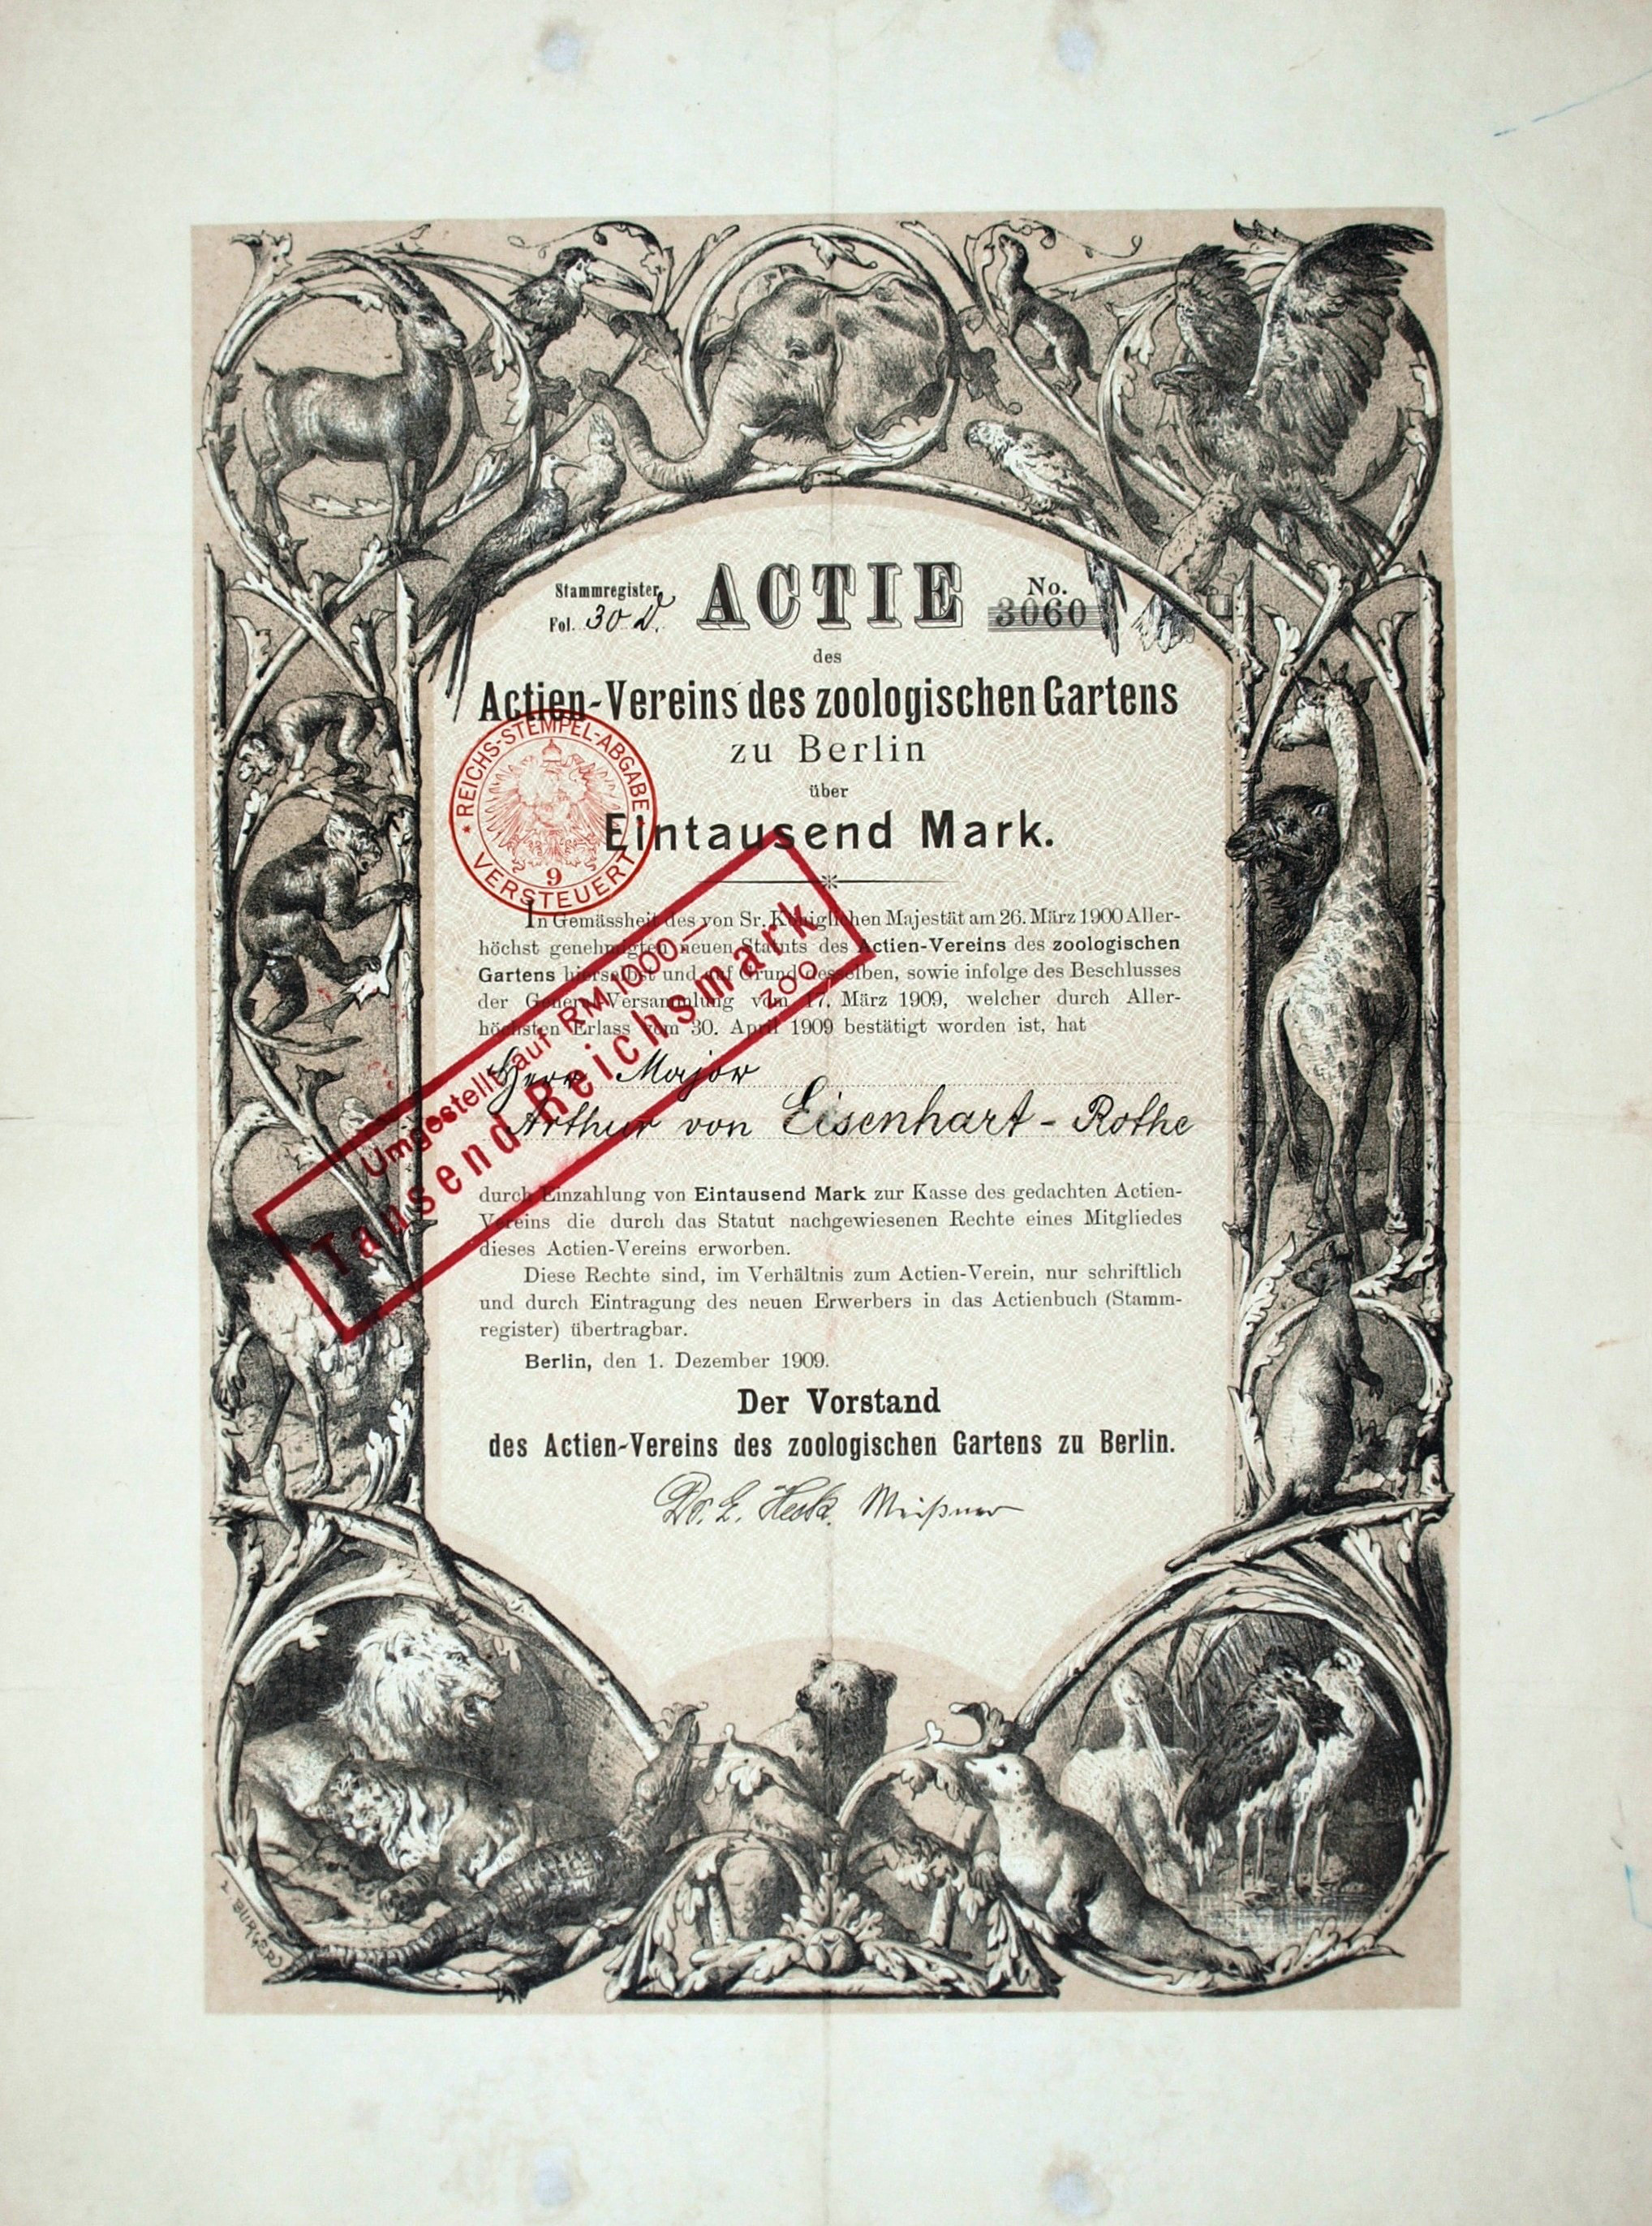 Stammregister
Fol. 30 D.
ACTIE
No.
3060
des
Actien-Vereins des zoologischen Gartens
zu Berlin
über
Eintausend Mark.
REICHS-STEMPEL-ABGABE
9
VERSTEUERT
In Gemässheit des von Sr. Königlichen Majestät am 26. März 1900 Aller-
höchst genehmigten neuen Statuts des Actien-Vereins des zoologischen
Gartens hierselbst und auf Grund desselben, sowie infolge des Beschlusses
der General-Versammlung vom 17. März 1909, welcher durch Aller-
höchsten Erlass vom 30. April 1909 bestätigt worden ist, hat
Herr Major
Arthur von Eisenhart-Rothe
Umgestellt auf RM 1000.—
Tausend Reichsmark
ZOO
durch Einzahlung von Eintausend Mark zur Kasse des gedachten Actien-
Vereins die durch das Statut nachgewiesenen Rechte eines Mitgliedes
dieses Actien-Vereins erworben.
Diese Rechte sind, im Verhältnis zum Actien-Verein, nur schriftlich
und durch Eintragung des neuen Erwerbers in das Actienbuch (Stamm-
register) übertragbar.
Berlin, den 1. Dezember 1909.
Der Vorstand
des Actien-Vereins des zoologischen Gartens zu Berlin.
Dr. L. Heck. Meißner